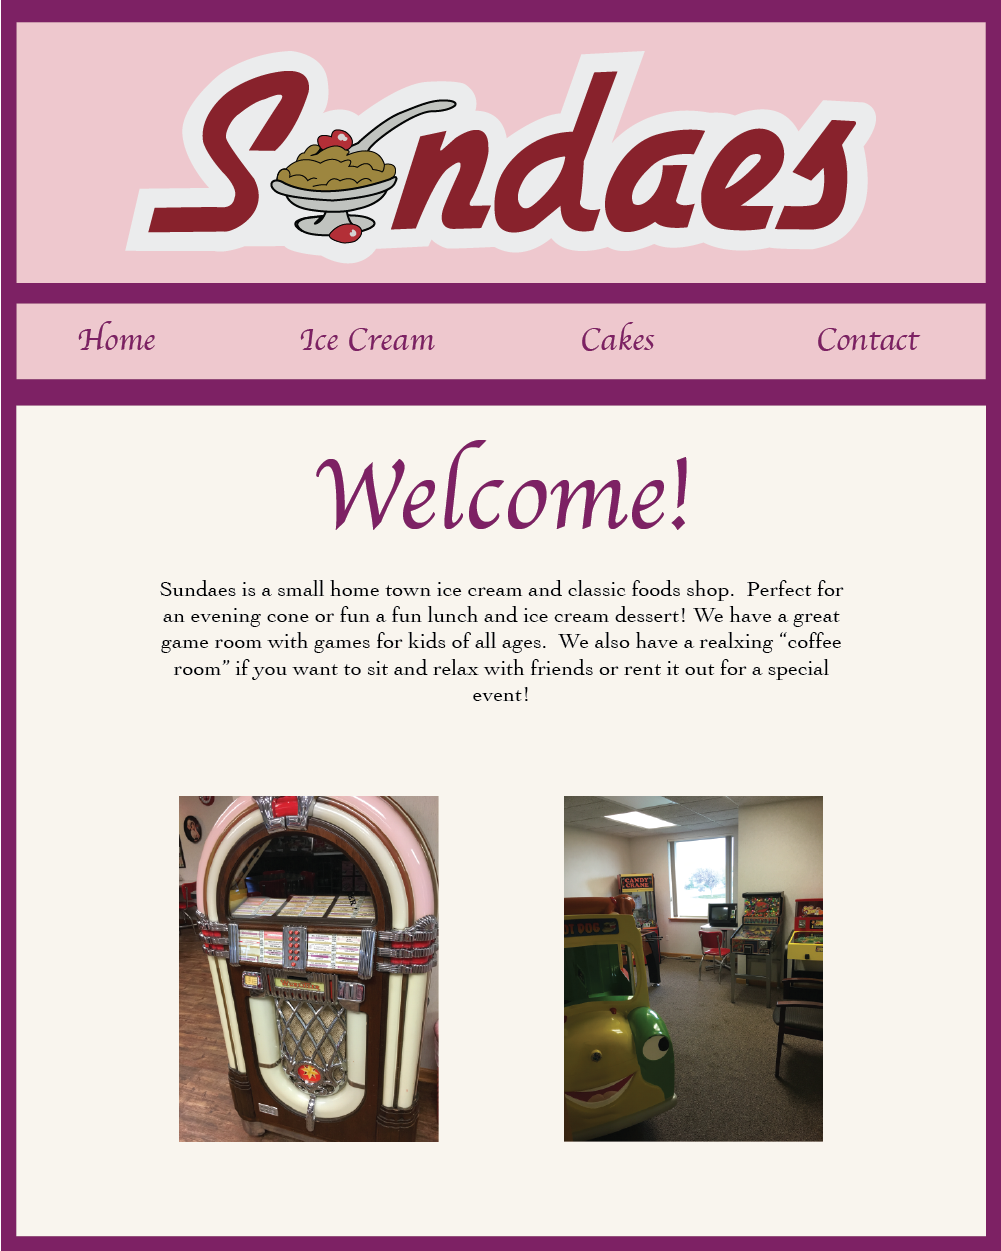 Sundaes
Home Ice Cream Cakes Contact
Welcome!
Sundaes is a small home town ice cream and classic foods shop.  Perfect for
an evening cone or fun a fun lunch and ice cream dessert! We have a great
game room with games for kids of all ages.  We also have a realxing “coffee
room” if you want to sit and relax with friends or rent it out for a special
event!
WURLITZER
CANDY
CRANE
HOT DOG